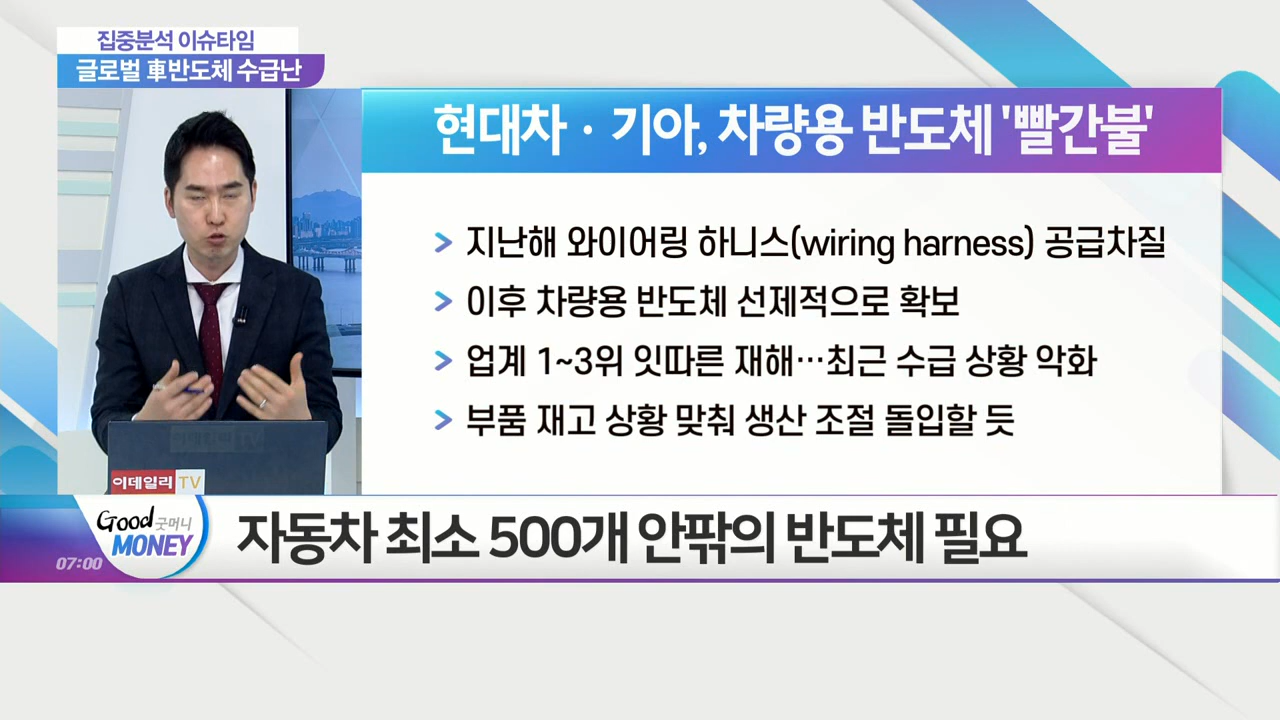 집중분석 이슈타임
글로벌 車반도체 수급난
현대차·기아, 차량용 반도체 '빨간불'
> 지난해 와이어링 하니스(wiring harness) 공급차질
> 이후 차량용 반도체 선제적으로 확보
> 업계 1~3위 잇따른 재해…최근 수급 상황 악화
> 부품 재고 상황 맞춰 생산 조절 돌입할 듯
이데일리 TV
이데일리 TV
Good 굿머니
MONEY
07:00
자동차 최소 500개 안팎의 반도체 필요